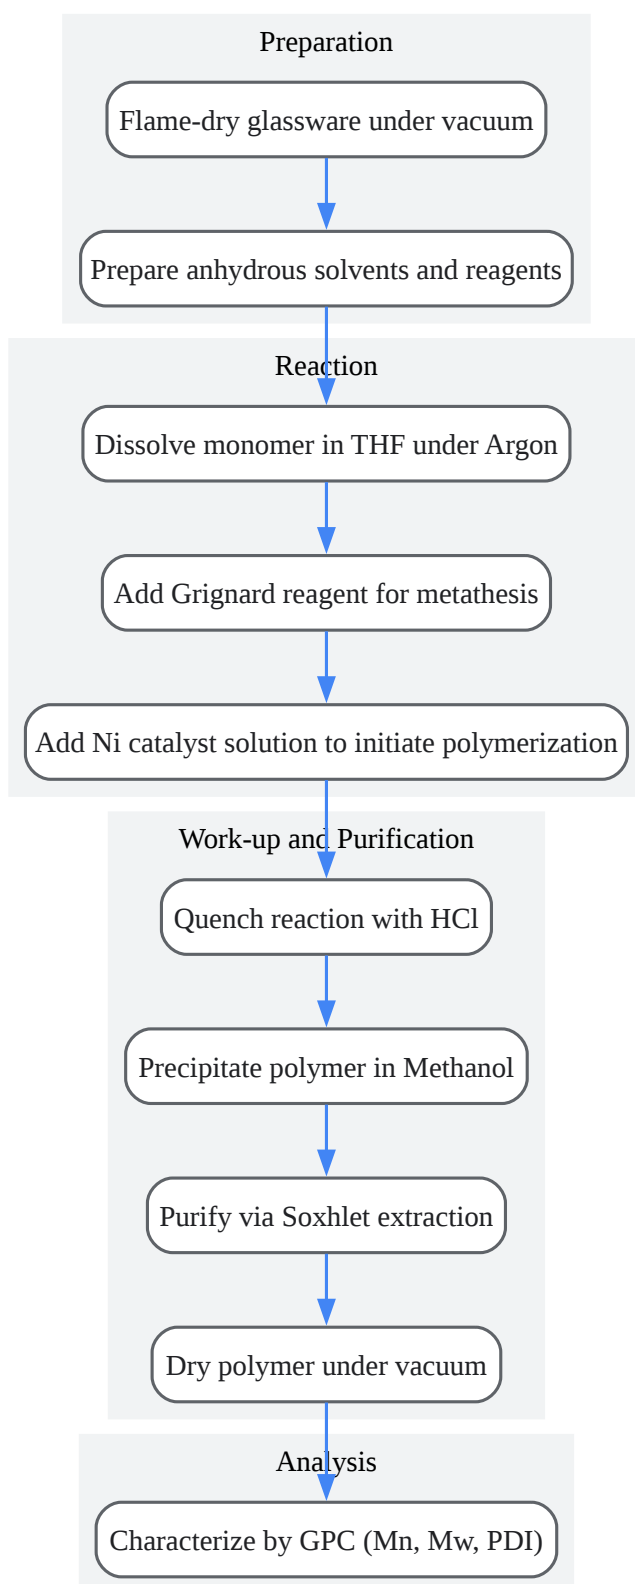 Preparation
Flame-dry glassware under vacuum
Prepare anhydrous solvents and reagents
Reaction
Dissolve monomer in THF under Argon
Add Grignard reagent for metathesis
Add Ni catalyst solution to initiate polymerization
Work-up and Purification
Quench reaction with HCl
Precipitate polymer in Methanol
Purify via Soxhlet extraction
Dry polymer under vacuum
Analysis
Characterize by GPC (Mn, Mw, PDI)